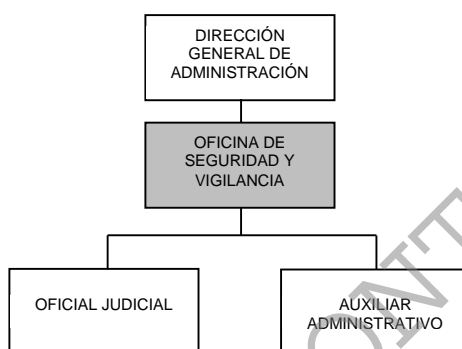 DIRECCIÓN
GENERAL DE
ADMINISTRACIÓN
OFICINA DE
SEGURIDAD Y
VIGILANCIA
OFICIAL JUDICIAL
AUXILIAR
ADMINISTRATIVO